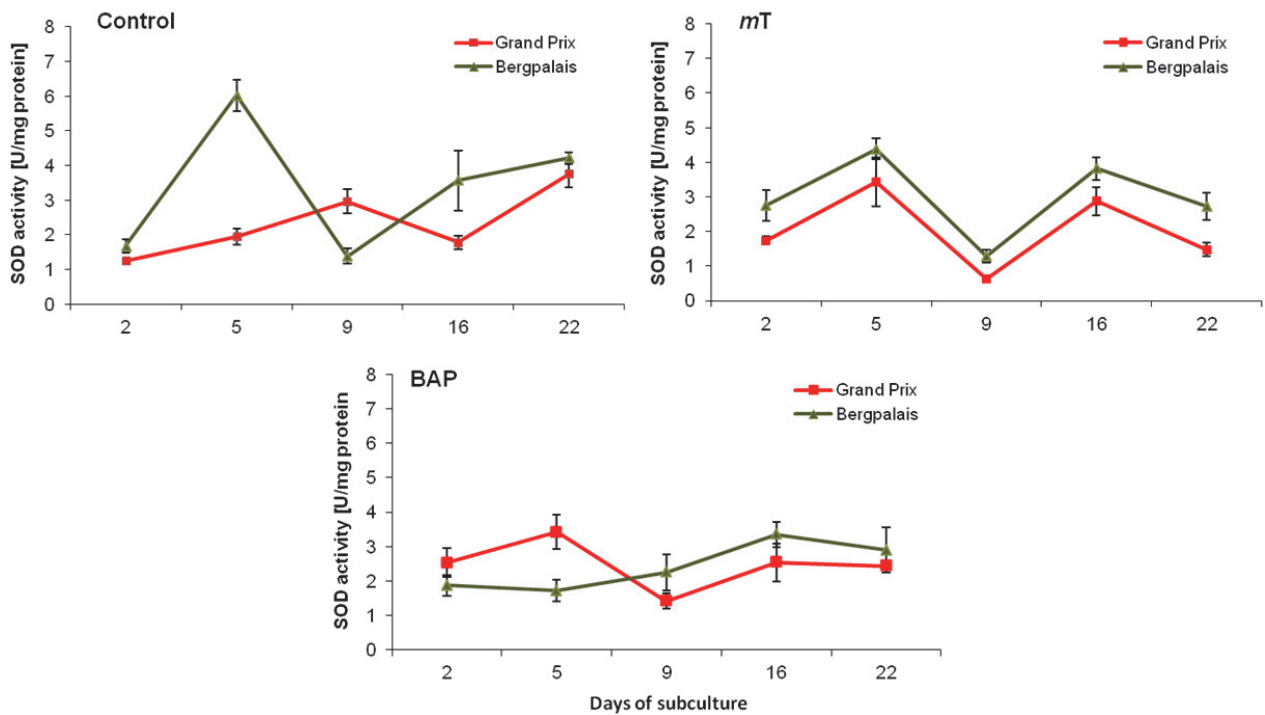 Control
SOD activity [U/mg protein]
8
7
6
5
4
3
2
1
0
Grand Prix
Bergpalais
2 5 9 16 22
mT
SOD activity [U/mg protein]
8
7
6
5
4
3
2
1
0
Grand Prix
Bergpalais
2 5 9 16 22
BAP
SOD activity [U/mg protein
8
7
6
5
4
3
2
1
0
Grand Prix
Bergpalais
2 5 9 16 22
Days of subculture